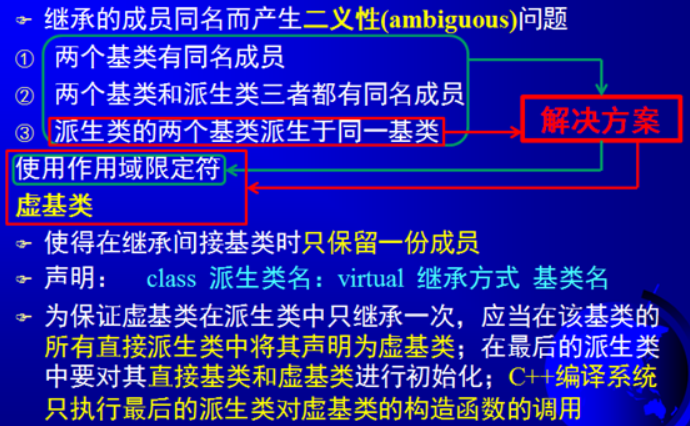 ☞ 继承的成员同名而产生二义性(ambiguous)问题
① 两个基类有同名成员
② 两个基类和派生类三者都有同名成员
③ 派生类的两个基类派生于同一基类
解决方案
使用作用域限定符
虚基类
☞ 使得在继承间接基类时只保留一份成员
☞ 声明： class 派生类名：virtual 继承方式 基类名
☞ 为保证虚基类在派生类中只继承一次，应当在该基类的
所有直接派生类中将其声明为虚基类；在最后的派生类
中要对其直接基类和虚基类进行初始化；C++编译系统
只执行最后的派生类对虚基类的构造函数的调用